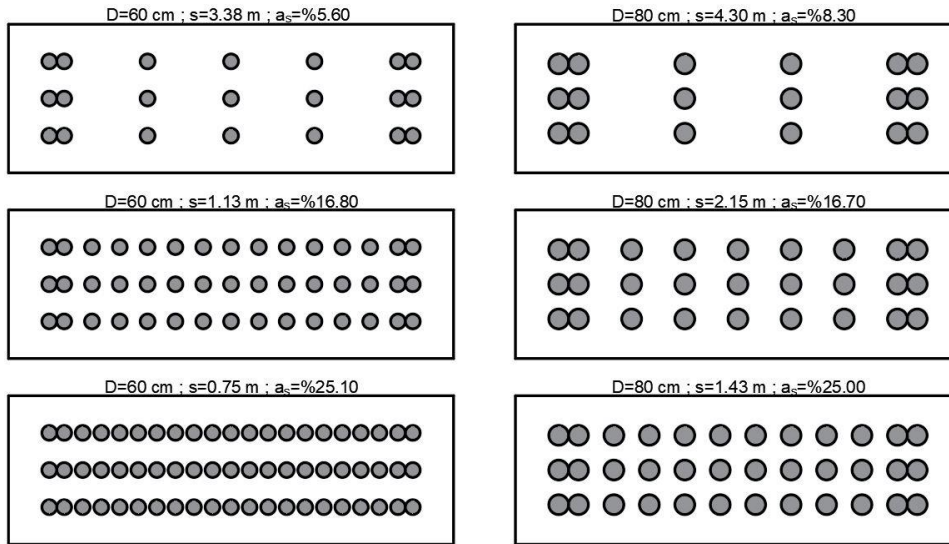 D=60 cm ; s=3.38 m ; aₛ=%5.60
D=80 cm ; s=4.30 m ; aₛ=%8.30
D=60 cm ; s=1.13 m ; aₛ=%16.80
D=80 cm ; s=2.15 m ; aₛ=%16.70
D=60 cm ; s=0.75 m ; aₛ=%25.10
D=80 cm ; s=1.43 m ; aₛ=%25.00